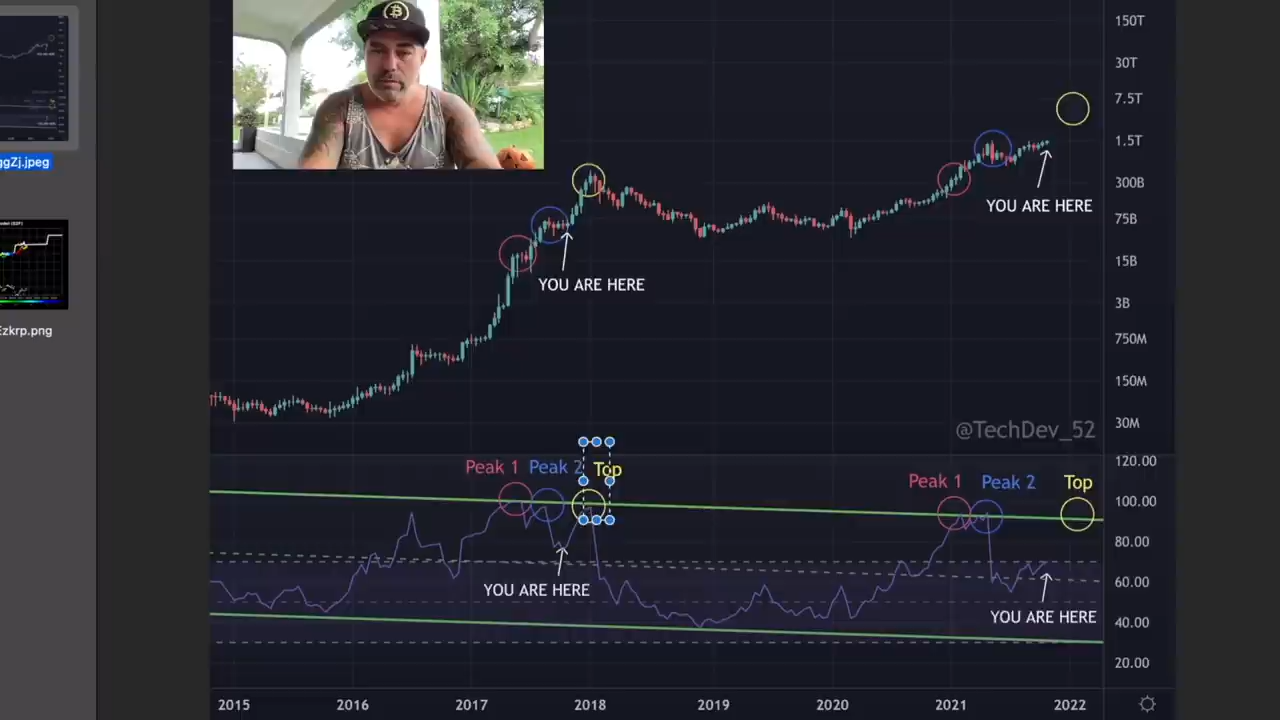 ggZj.jpeg
Ezkrp.png
150T
30T
7.5T
1.5T
300B
75B
15B
3B
750M
150M
30M
YOU ARE HERE
YOU ARE HERE
@TechDev_52
Peak 1 Peak 2 Top
Peak 1 Peak 2 Top
120.00
100.00
80.00
60.00
40.00
20.00
YOU ARE HERE
YOU ARE HERE
2015 2016 2017 2018 2019 2020 2021 2022